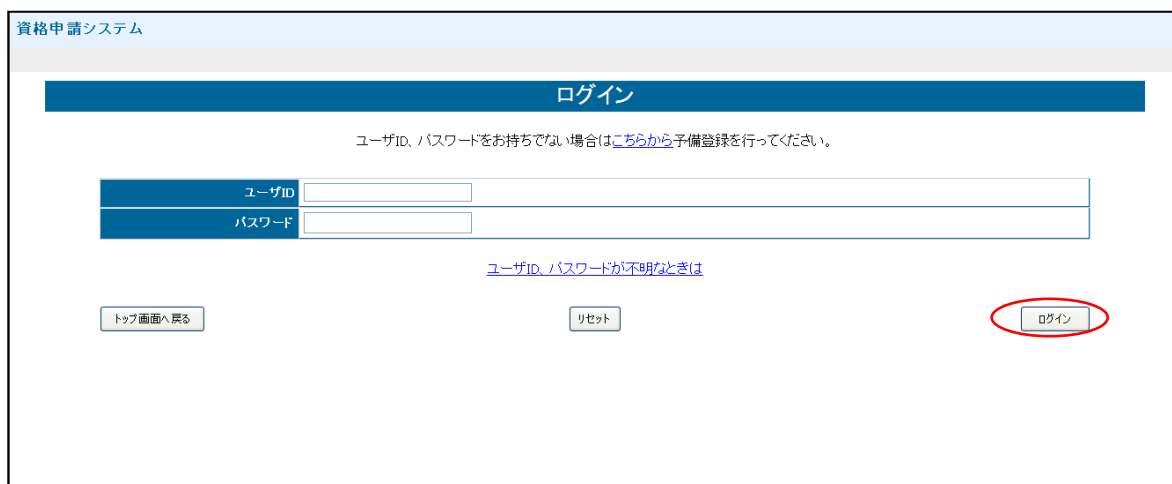 資格申請システム
ログイン
ユーザID、パスワードをお持ちでない場合はこちらから予備登録を行ってください。
ユーザID
パスワード
ユーザID、パスワードが不明なときは
トップ画面へ戻る リセット ログイン